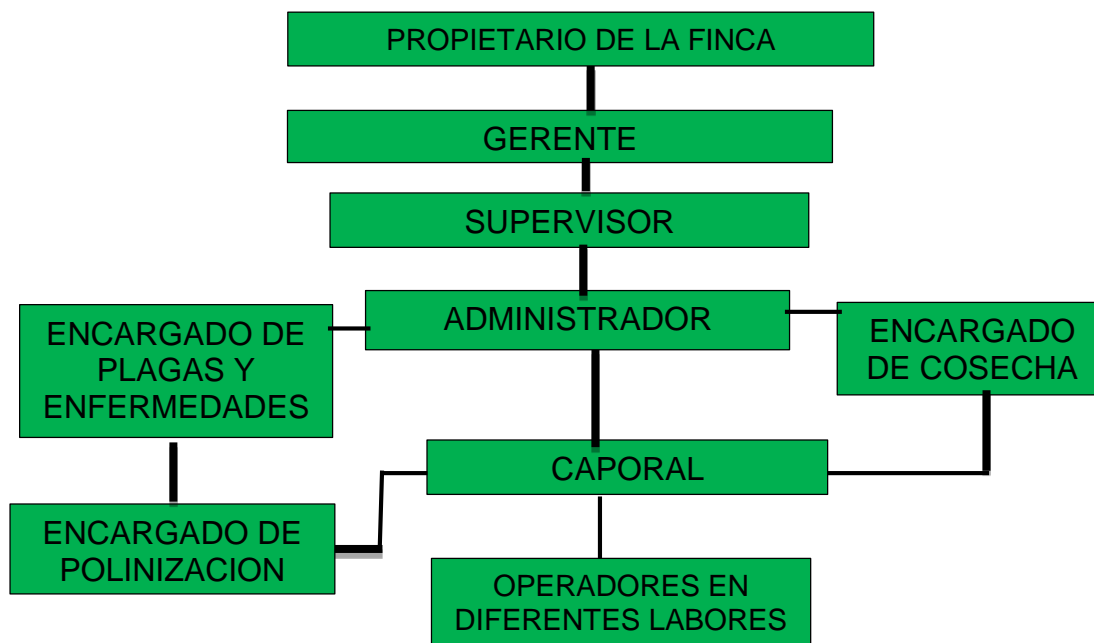 PROPIETARIO DE LA FINCA
GERENTE
SUPERVISOR
ADMINISTRADOR
ENCARGADO DE
PLAGAS Y
ENFERMEDADES
ENCARGADO
DE COSECHA
CAPORAL
ENCARGADO DE
POLINIZACION
OPERADORES EN
DIFERENTES LABORES